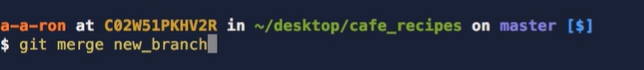 a-a-ron at C02W51PKHV2R in ~/desktop/cafe_recipes on master [$]
$ git merge new_branch